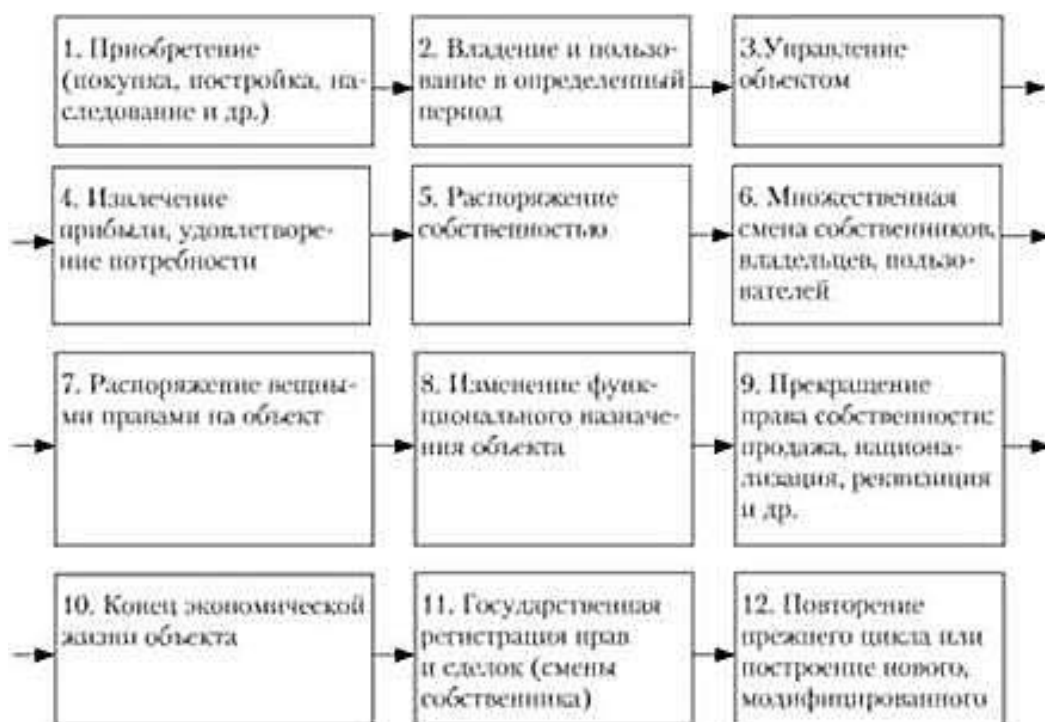 1. Приобретение
(покупка, постройка, на-
следование и др.)
2. Владение и пользо-
вание в определенный
период
3.Управление
объектом
4. Извлечение
прибыли, удовлетворе-
ние потребности
5. Распоряжение
собственностью
6. Множественная
смена собственников,
владельцев, пользо-
вателей
7. Распоряжение вещны-
ми правами на объект
8. Изменение функ-
ционального назначе-
ния объекта
9. Прекращение
права собственности:
продажа, национа-
лизация, реквизиция
и др.
10. Конец экономической
жизни объекта
11. Государственная
регистрация прав
и сделок (смены
собственника)
12. Повторение
прежнего цикла или
построение нового,
модифицированного